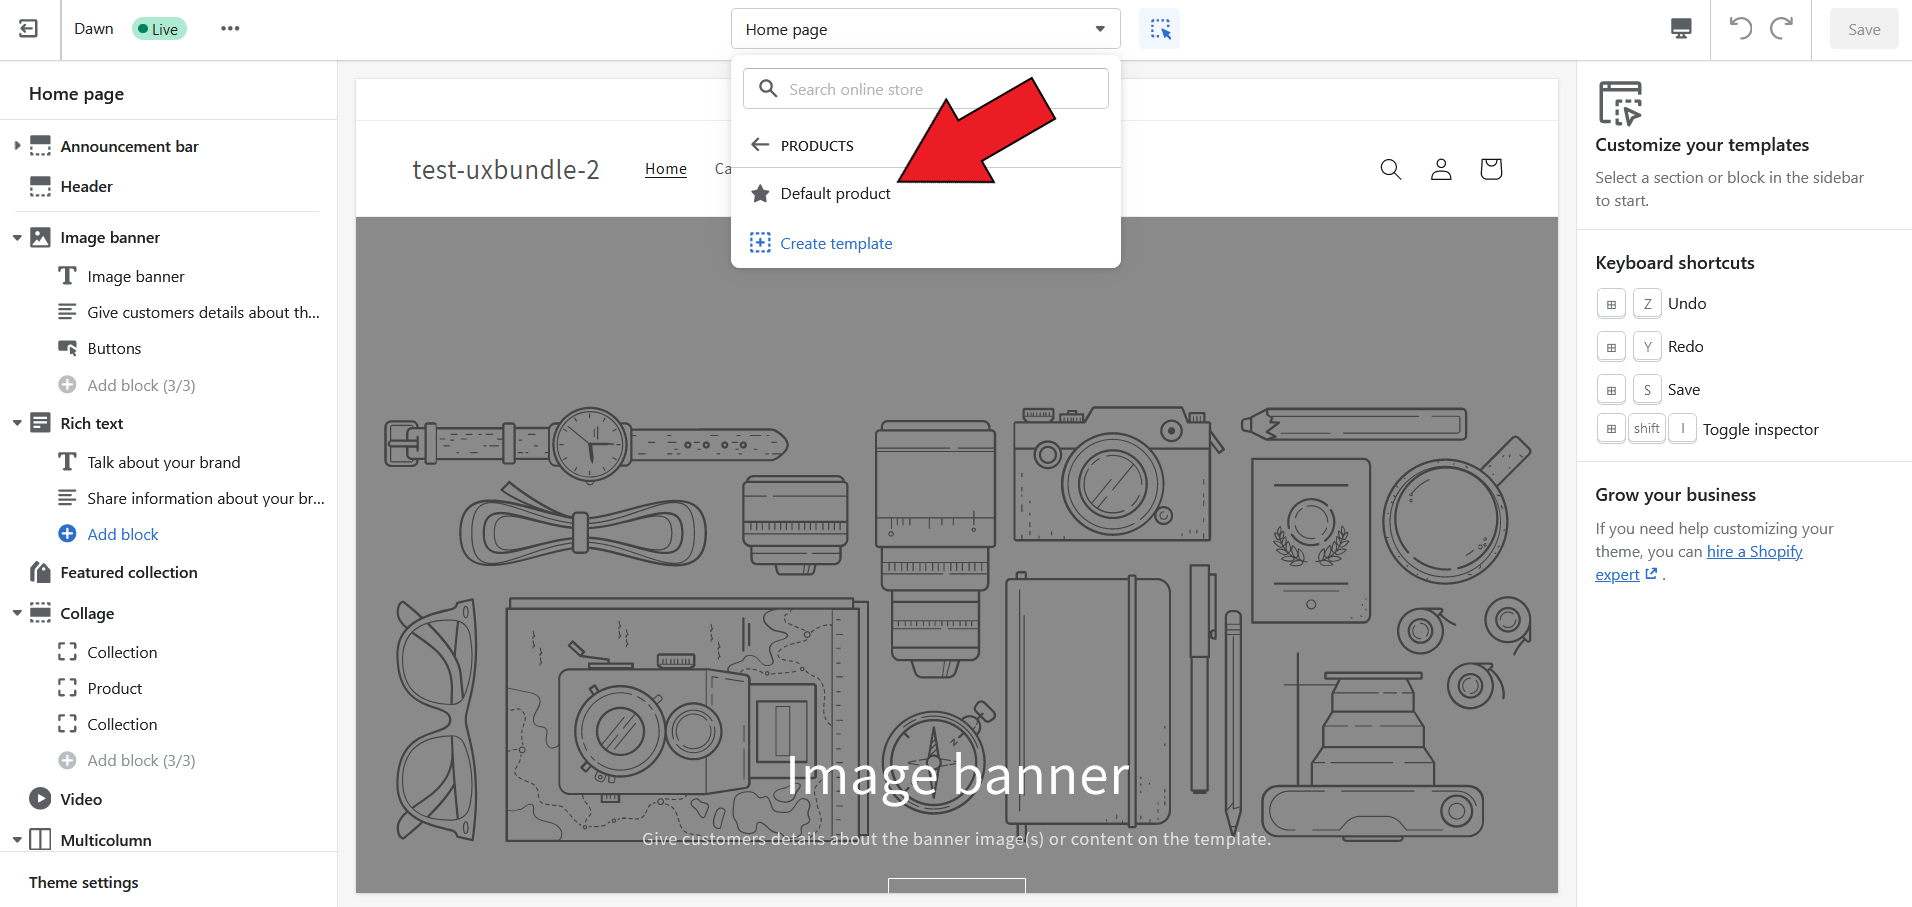 Dawn
Live
Home page
Save
Search online store
PRODUCTS
Default product
Create template
Home page
Announcement bar
Header
Image banner
Image banner
Give customers details about th...
Buttons
Add block (3/3)
Rich text
Talk about your brand
Share information about your br...
Add block
Featured collection
Collage
Collection
Product
Collection
Add block (3/3)
Video
Multicolumn
Theme settings
test-uxbundle-2
Home
Ca
Image banner
Give customers details about the banner image(s) or content on the template.
Customize your templates
Select a section or block in the sidebar
to start.
Keyboard shortcuts
Z Undo
Y Redo
S Save
shift I Toggle inspector
Grow your business
If you need help customizing your
theme, you can hire a Shopify
expert .